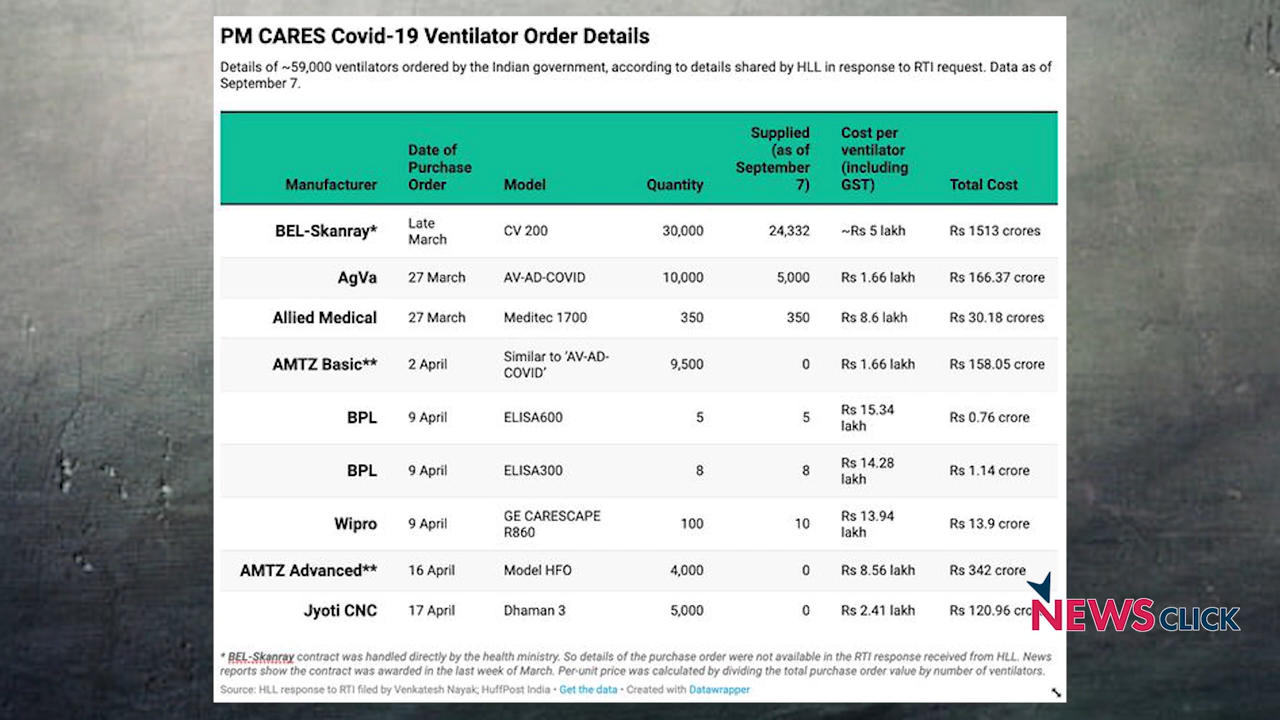 PM CARES Covid-19 Ventilator Order Details
Details of ~59,000 ventilators ordered by the Indian government, according to details shared by HLL in response to RTI request. Data as of
September 7.
Manufacturer Date of Purchase Order Model Quantity Supplied (as of September 7) Cost per ventilator (including GST) Total Cost
BEL-Skanray* Late March CV 200 30,000 24,332 ~Rs 5 lakh Rs 1513 crores
AgVa 27 March AV-AD-COVID 10,000 5,000 Rs 1.66 lakh Rs 166.37 crore
Allied Medical 27 March Meditec 1700 350 350 Rs 8.6 lakh Rs 30.18 crores
AMTZ Basic** 2 April Similar to 'AV-AD-COVID' 9,500 0 Rs 1.66 lakh Rs 158.05 crore
BPL 9 April ELISA600 5 5 Rs 15.34 lakh Rs 0.76 crore
BPL 9 April ELISA300 8 8 Rs 14.28 lakh Rs 1.14 crore
Wipro 9 April GE CARESCAPE R860 100 10 Rs 13.94 lakh Rs 13.9 crore
AMTZ Advanced** 16 April Model HFO 4,000 0 Rs 8.56 lakh Rs 342 crore
Jyoti CNC 17 April Dhaman 3 5,000 0 Rs 2.41 lakh Rs 120.96 cro
NEWSCLICK
* BEL-Skanray contract was handled directly by the health ministry. So details of the purchase order were not available in the RTI response received from HLL. News
reports show the contract was awarded in the last week of March. Per-unit price was calculated by dividing the total purchase order value by number of ventilators.
Source: HLL response to RTI filed by Venkatesh Nayak; HuffPost India • Get the data • Created with Datawrapper